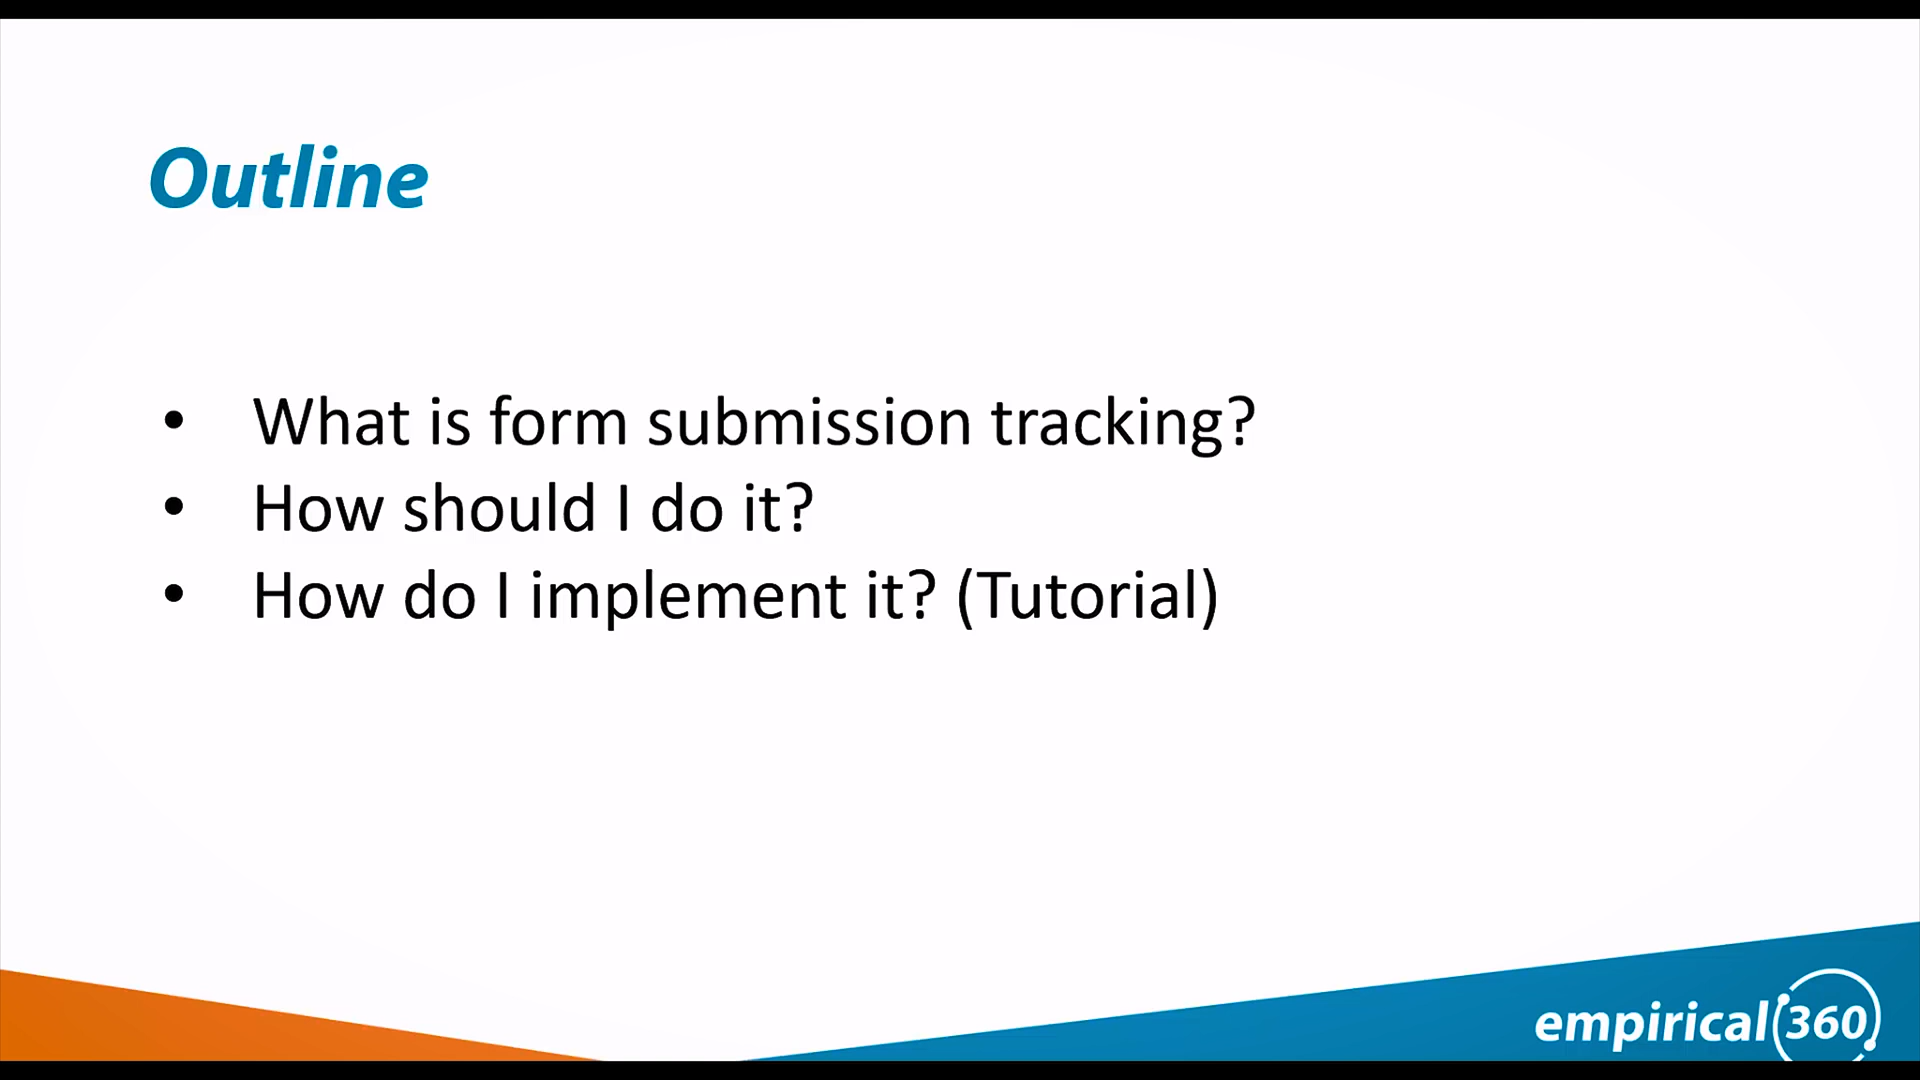 Outline
• What is form submission tracking?
• How should I do it?
• How do I implement it? (Tutorial)
empirical 360